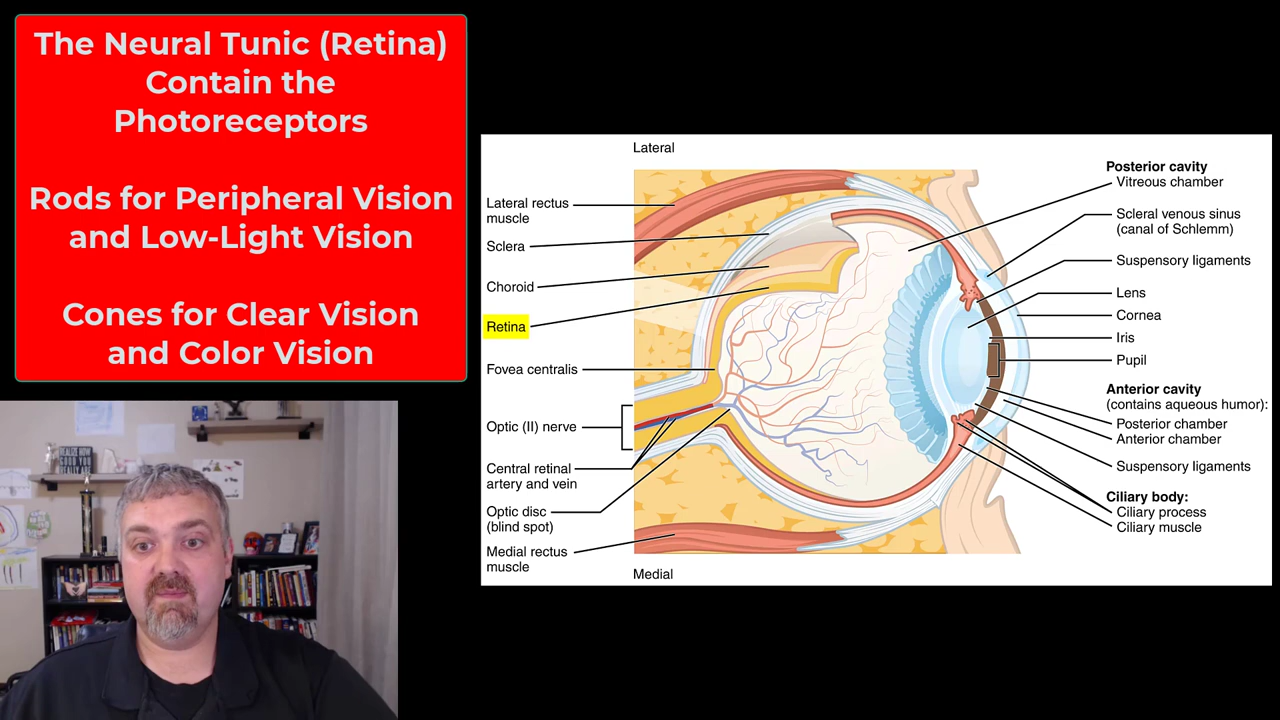 The Neural Tunic (Retina)
Contain the
Photoreceptors
Rods for Peripheral Vision
and Low-Light Vision
Cones for Clear Vision
and Color Vision
Lateral
Lateral rectus
muscle
Sclera
Choroid
Retina
Fovea centralis
Optic (II) nerve
Central retinal
artery and vein
Optic disc
(blind spot)
Medial rectus
muscle
Medial
Posterior cavity
Vitreous chamber
Scleral venous sinus
(canal of Schlemm)
Suspensory ligaments
Lens
Cornea
Iris
Pupil
Anterior cavity
(contains aqueous humor):
Posterior chamber
Anterior chamber
Suspensory ligaments
Ciliary body:
Ciliary process
Ciliary muscle